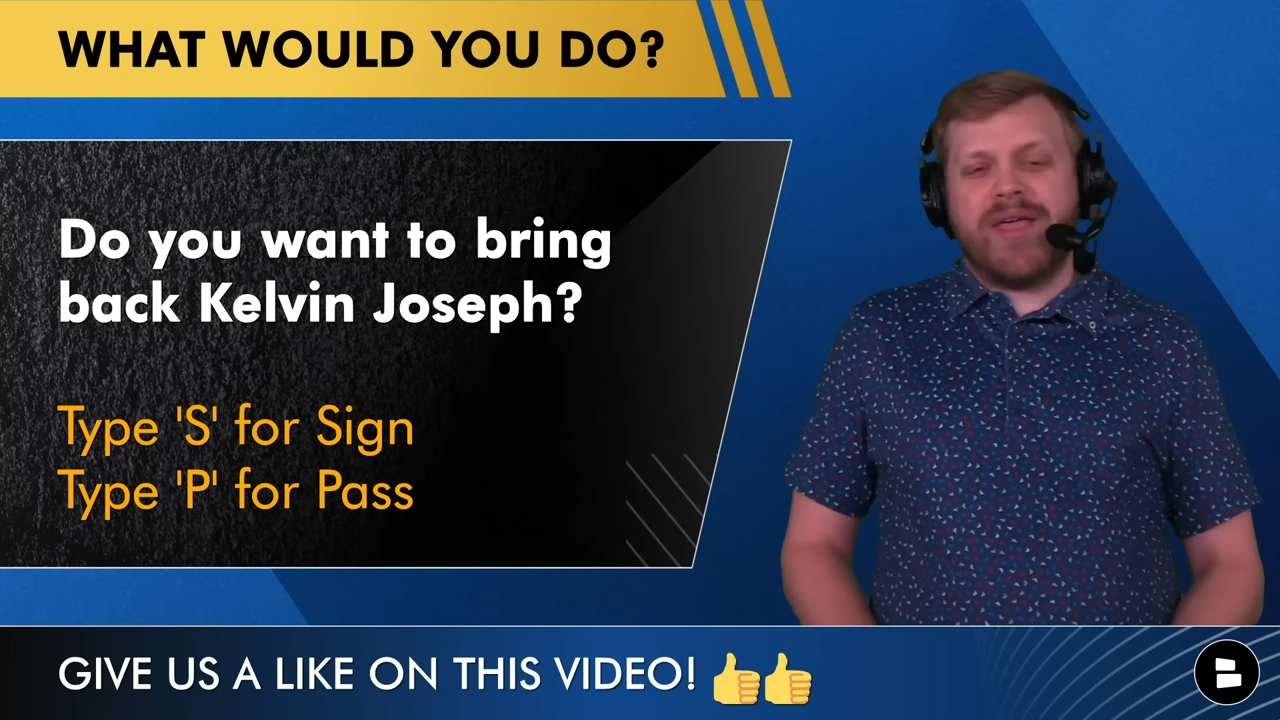 WHAT WOULD YOU DO?
Do you want to bring
back Kelvin Joseph?
Type 'S' for Sign
Type 'P' for Pass
GIVE US A LIKE ON THIS VIDEO!